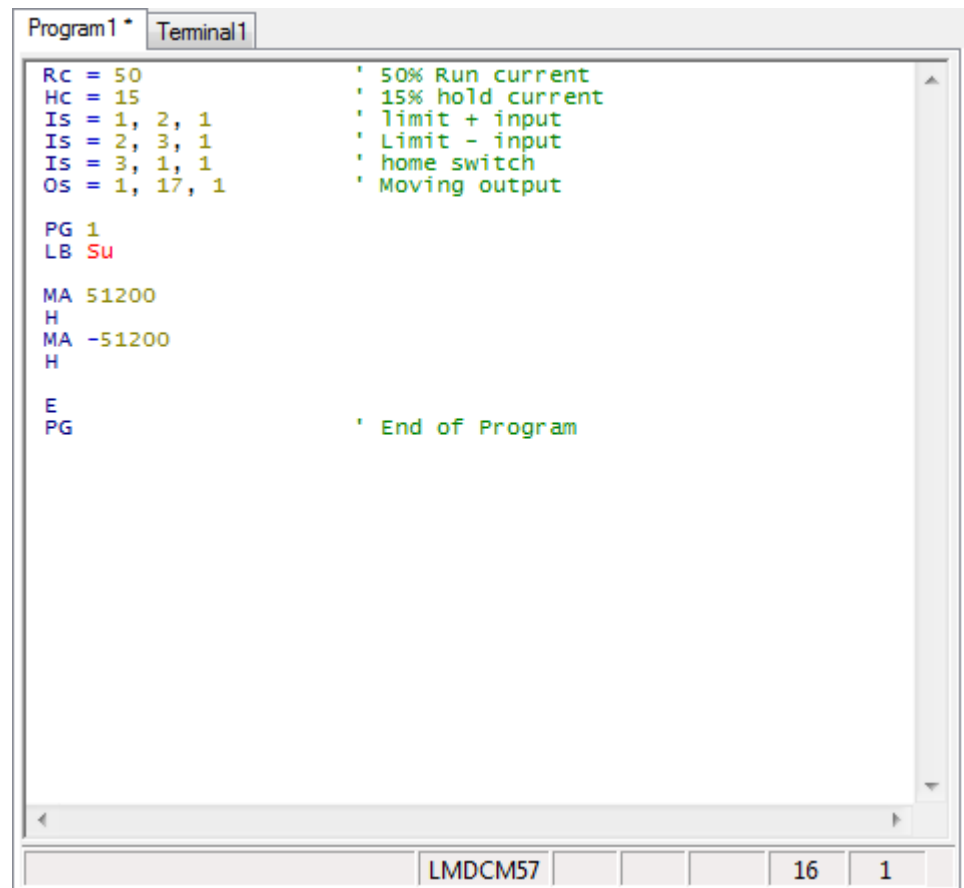 Program1 * Terminal1
Rc = 50 ' 50% Run current
Hc = 15 ' 15% hold current
Is = 1, 2, 1 ' limit + input
Is = 2, 3, 1 ' Limit - input
Is = 3, 1, 1 ' home switch
Os = 1, 17, 1 ' Moving output
PG 1
LB Su
MA 51200
H
MA -51200
H
E
PG ' End of Program
LMDCM57 16 1